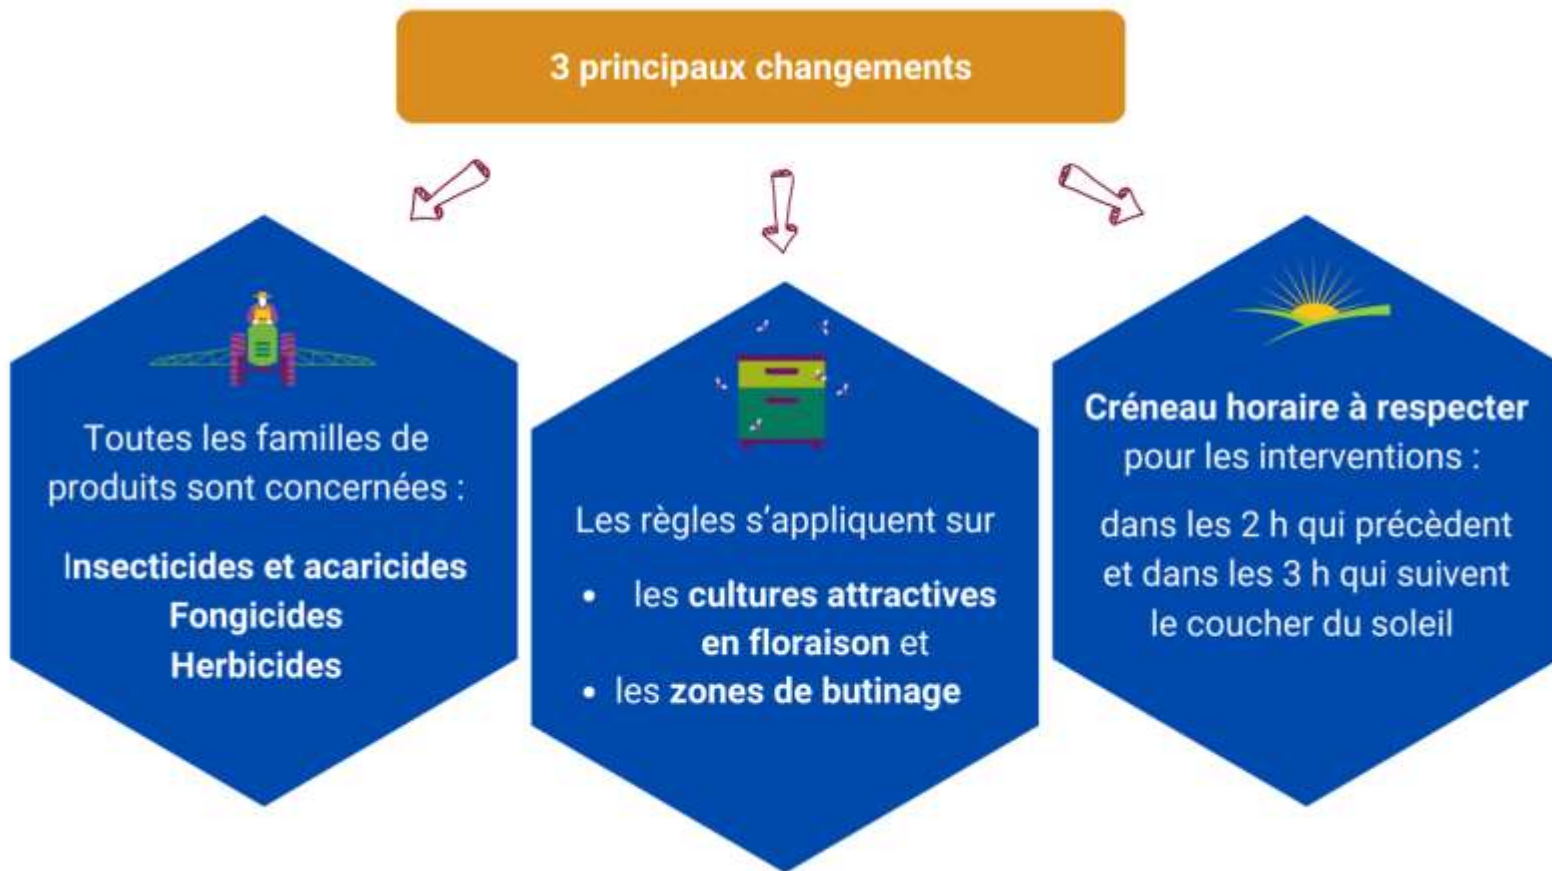 3 principaux changements
Toutes les familles de
produits sont concernées :
Insecticides et acaricides
Fongicides
Herbicides
Les règles s'appliquent sur
• les cultures attractives
en floraison et
• les zones de butinage
Créneau horaire à respecter
pour les interventions :
dans les 2 h qui précèdent
et dans les 3 h qui suivent
le coucher du soleil